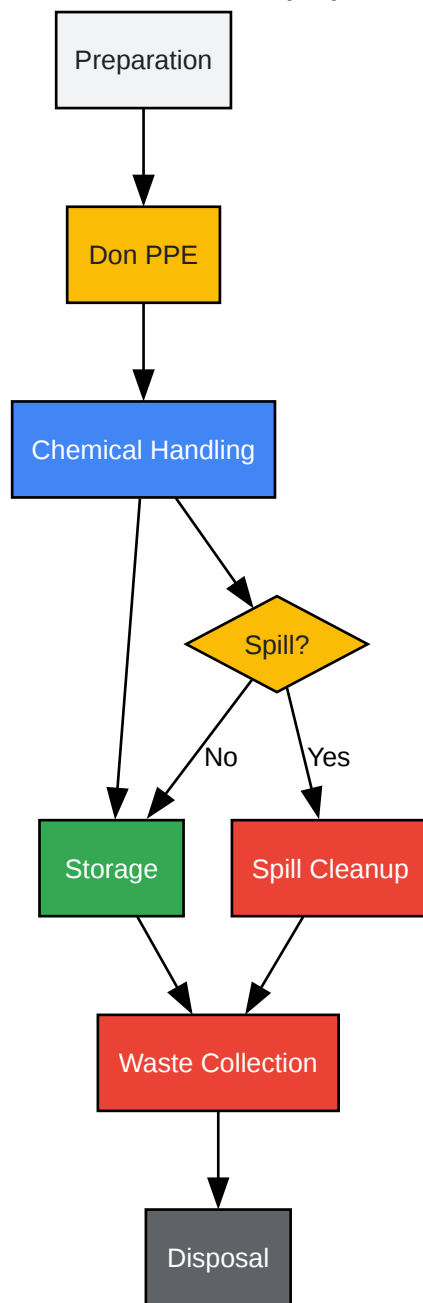 Preparation
Don PPE
Chemical Handling
Spill?
No
Yes
Storage
Spill Cleanup
Waste Collection
Disposal